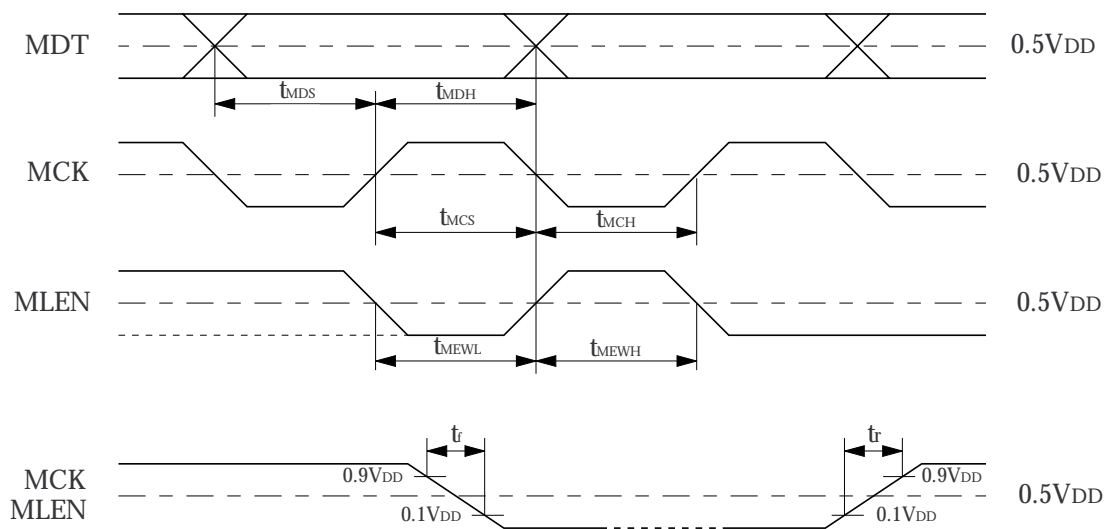 MDT 0.5VDD
tMDS tMDH
MCK 0.5VDD
tMCS tMCH
MLEN 0.5VDD
tMEWL tMEWH
tf tr
MCK 0.9VDD 0.9VDD 0.5VDD
MLEN 0.1VDD 0.1VDD